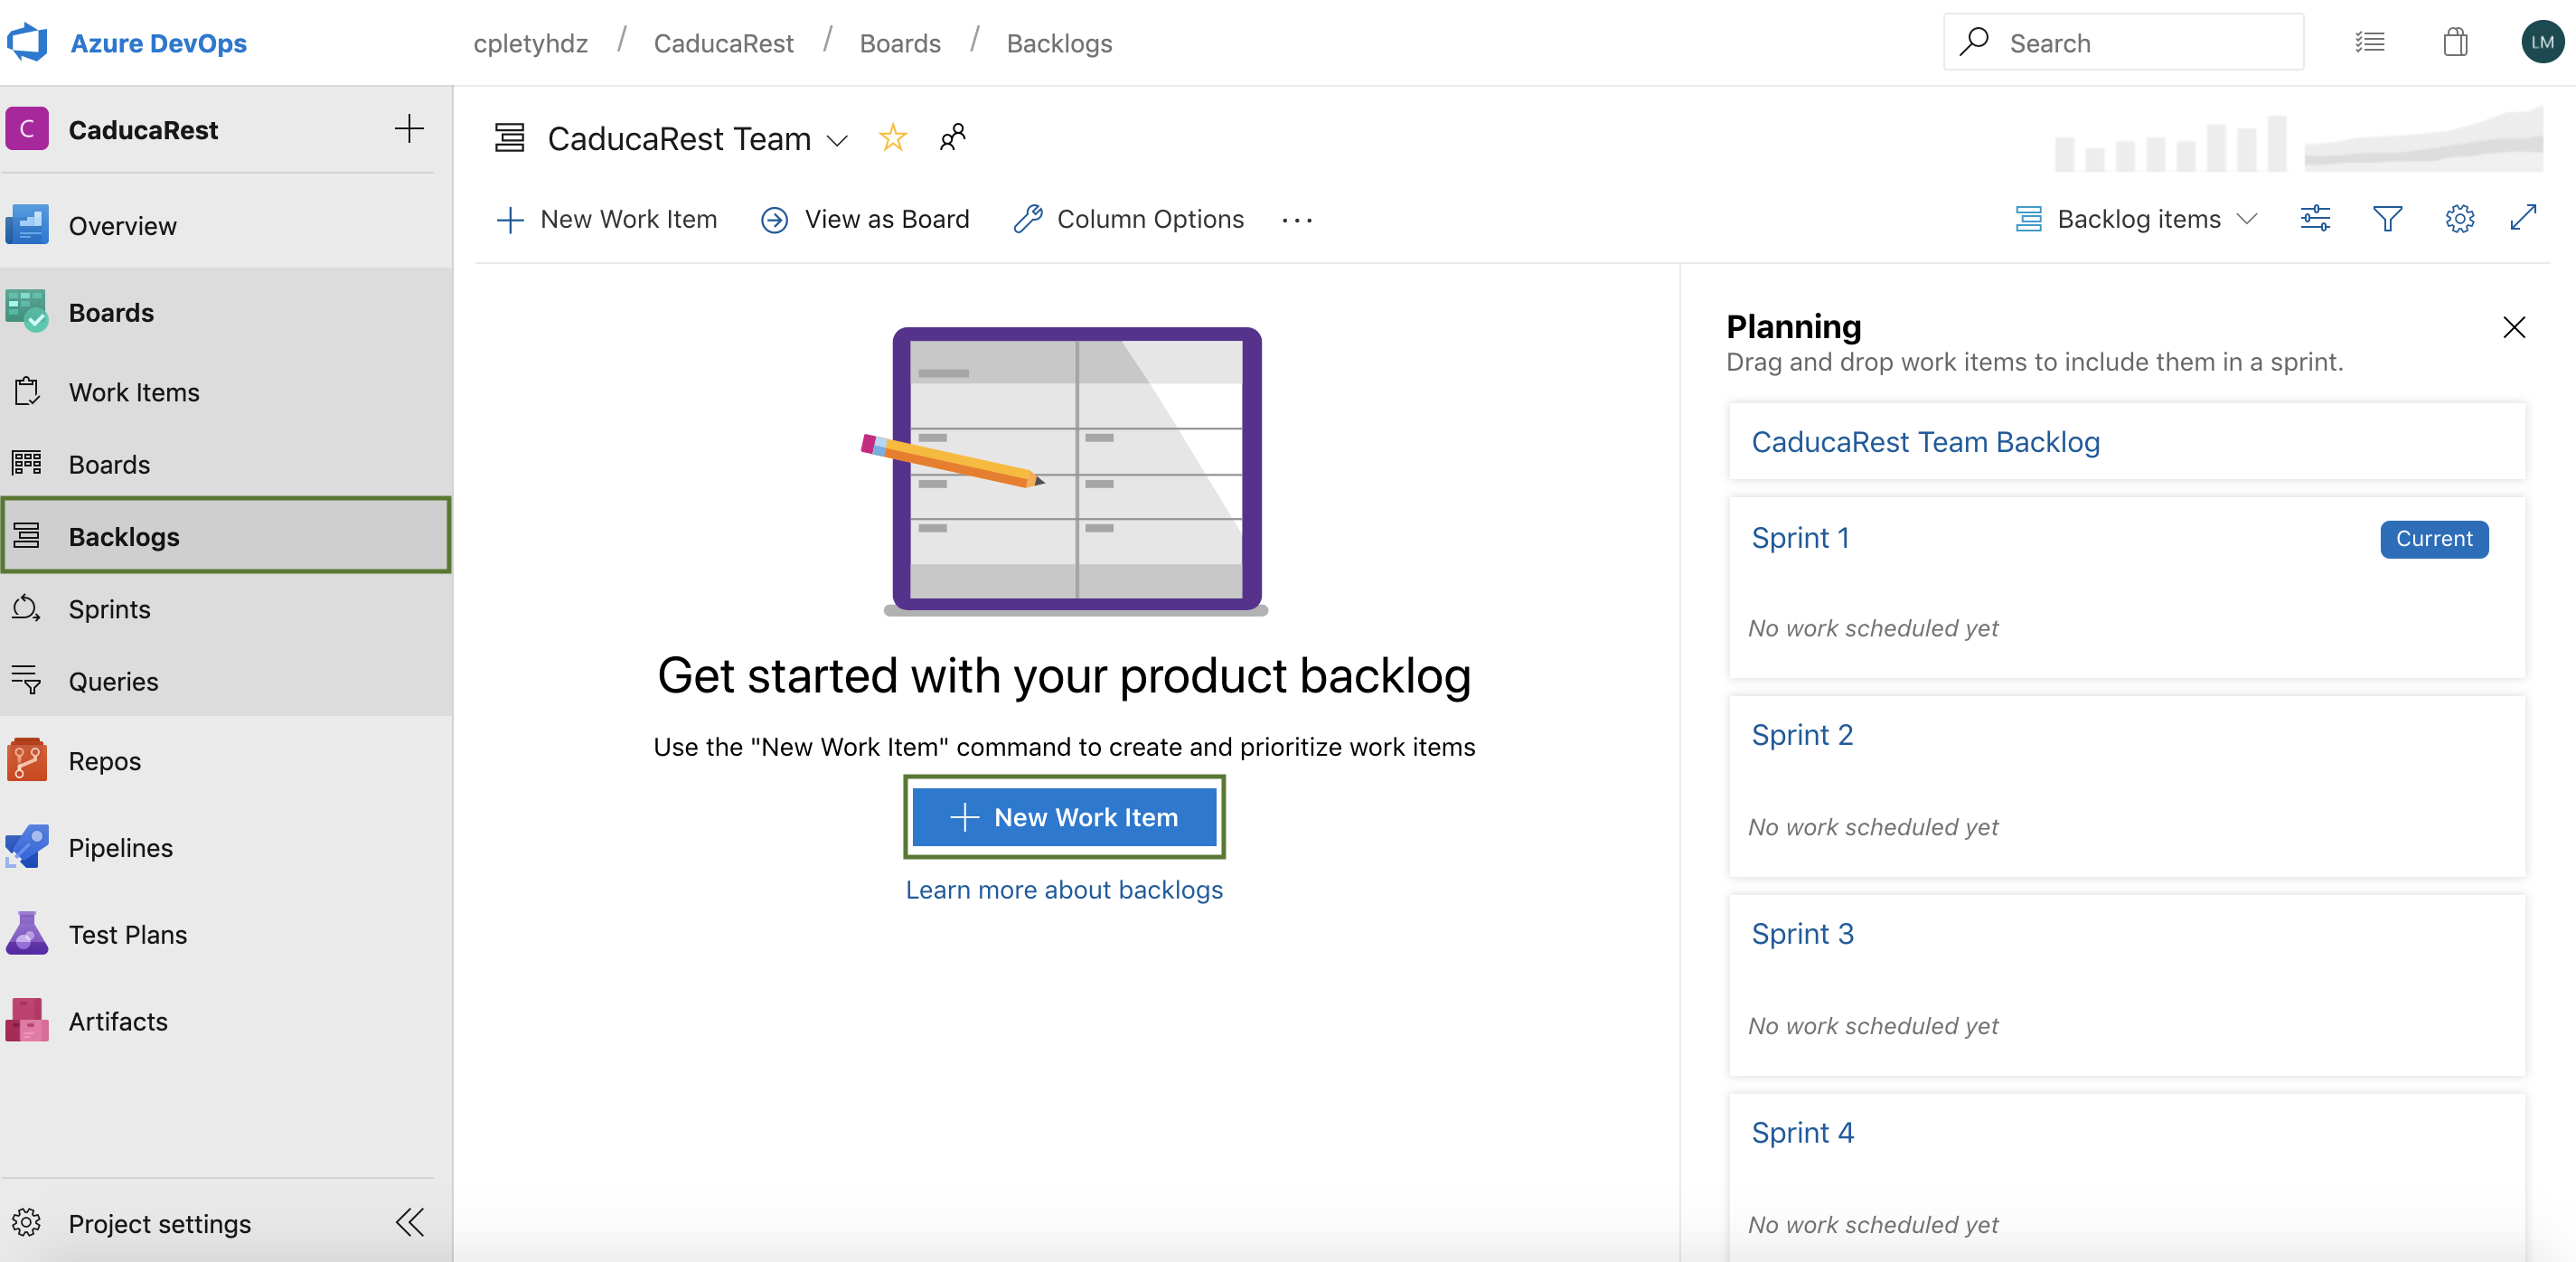 Azure DevOps
cpletyhdz / CaducaRest / Boards / Backlogs
Search
LM
C CaducaRest
Overview
Boards
Work Items
Boards
Backlogs
Sprints
Queries
Repos
Pipelines
Test Plans
Artifacts
Project settings
CaducaRest Team
New Work Item
View as Board
Column Options
Backlog items
Get started with your product backlog
Use the "New Work Item" command to create and prioritize work items
New Work Item
Learn more about backlogs
Planning
Drag and drop work items to include them in a sprint.
CaducaRest Team Backlog
Sprint 1
Current
No work scheduled yet
Sprint 2
No work scheduled yet
Sprint 3
No work scheduled yet
Sprint 4
No work scheduled yet